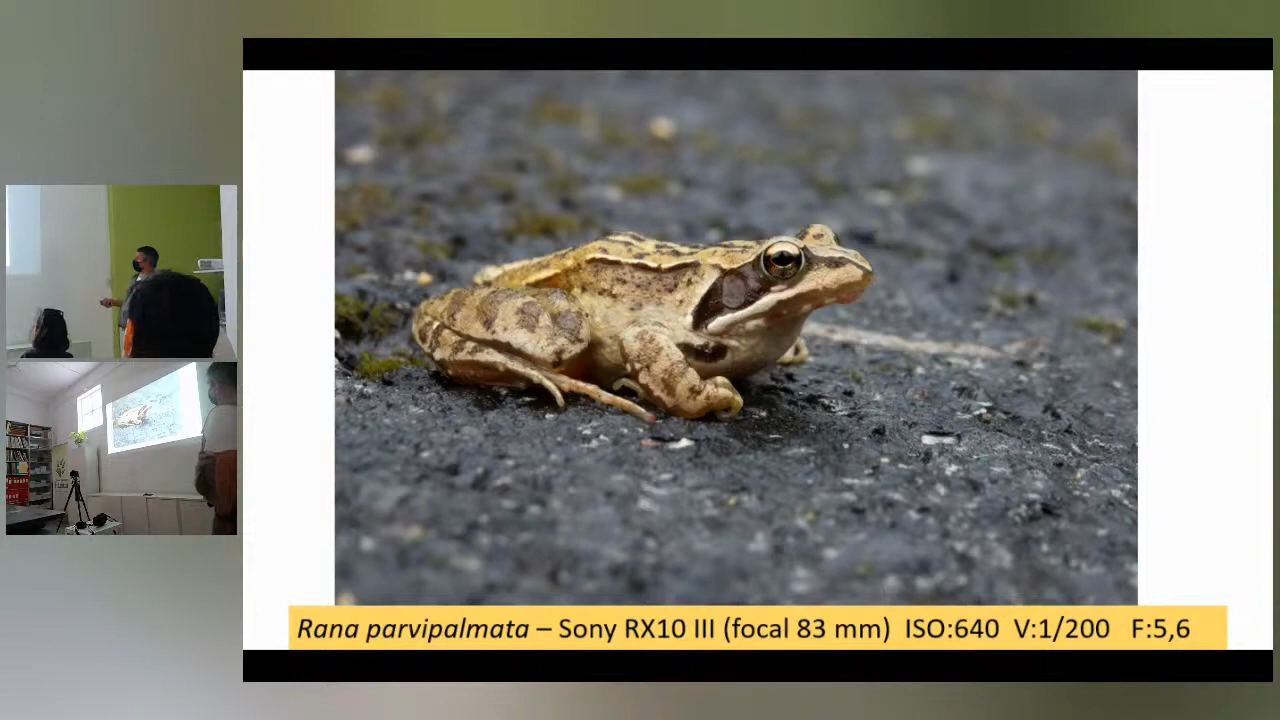 Rana parvipalmata – Sony RX10 III (focal 83 mm)  ISO:640  V:1/200  F:5,6